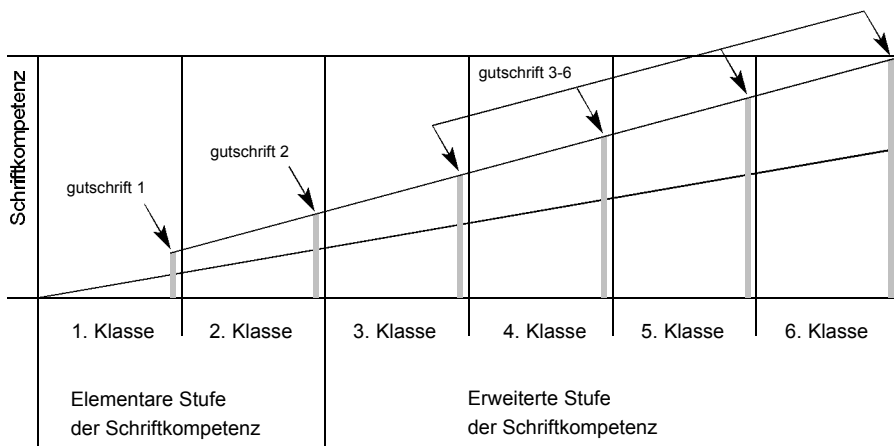 Schriftkompetenz
gutschrift 1
gutschrift 2
gutschrift 3-6
1. Klasse
2. Klasse
3. Klasse
4. Klasse
5. Klasse
6. Klasse
Elementare Stufe
der Schriftkompetenz
Erweiterte Stufe
der Schriftkompetenz